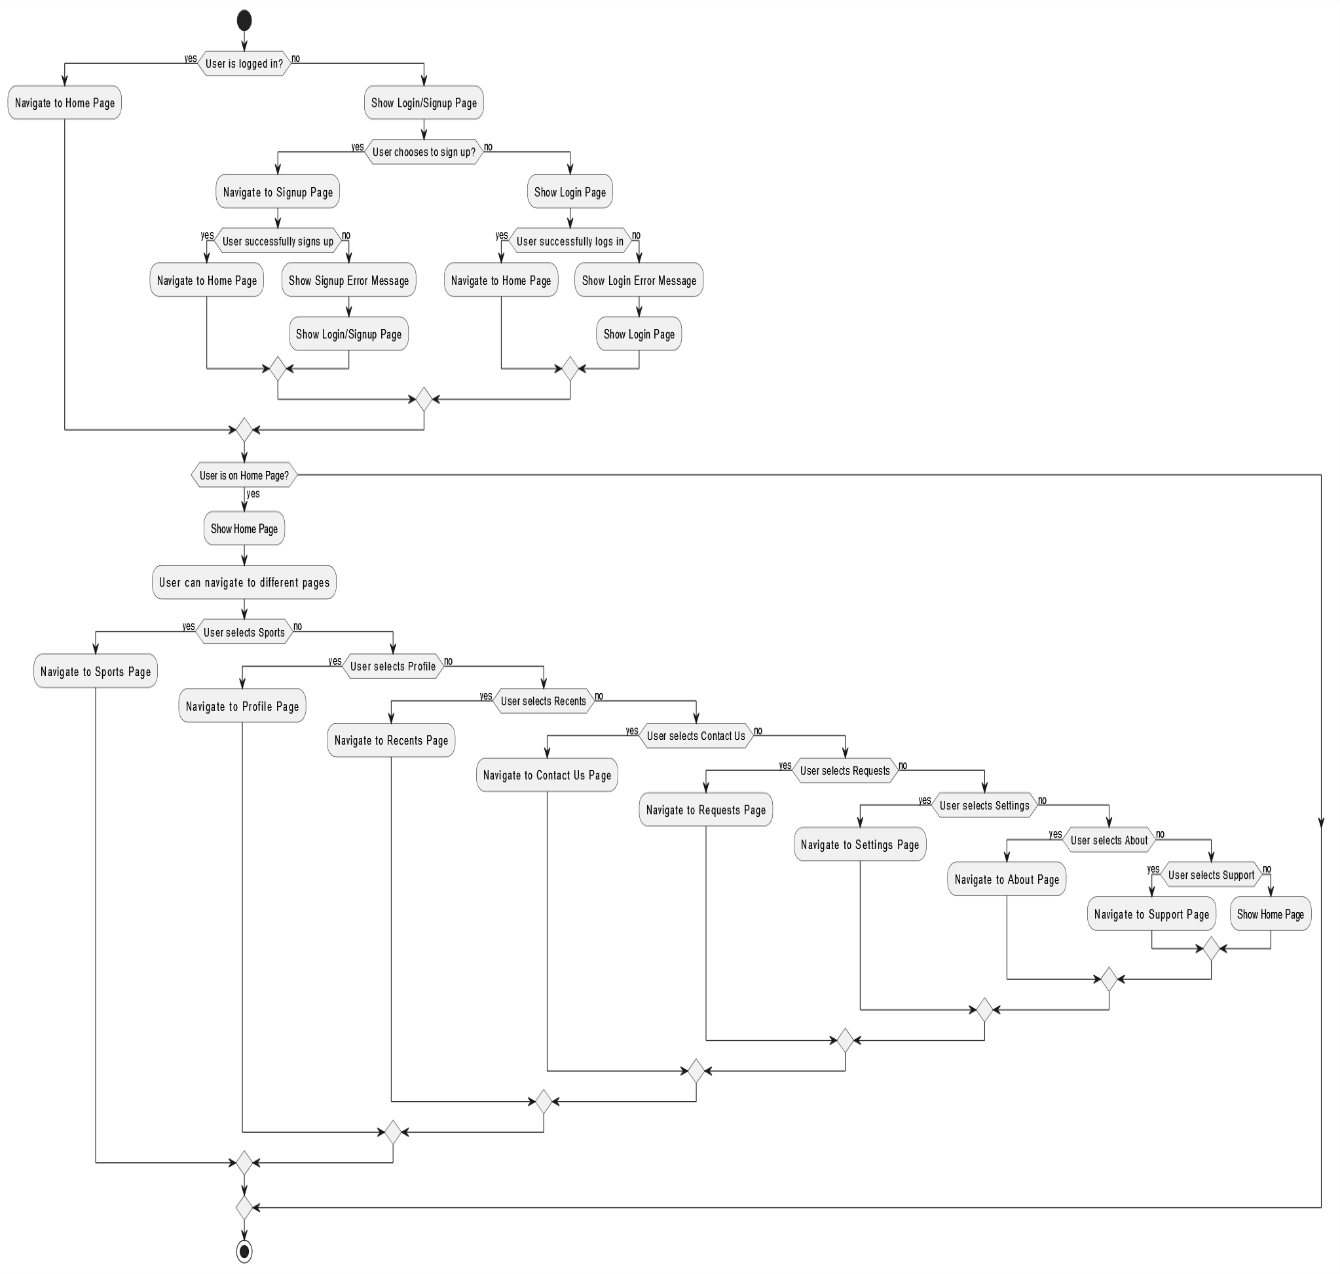 User is logged in?
yes
no
Navigate to Home Page
Show Login/Signup Page
User chooses to sign up?
yes
no
Navigate to Signup Page
Show Login Page
User successfully signs up
yes
no
User successfully logs in
yes
no
Navigate to Home Page
Show Signup Error Message
Navigate to Home Page
Show Login Error Message
Show Login/Signup Page
Show Login Page
User is on Home Page?
yes
Show Home Page
User can navigate to different pages
yes
User selects Sports
no
Navigate to Sports Page
yes
User selects Profile
no
Navigate to Profile Page
yes
User selects Recents
no
Navigate to Recents Page
yes
User selects Contact Us
no
Navigate to Contact Us Page
yes
User selects Requests
no
Navigate to Requests Page
yes
User selects Settings
no
Navigate to Settings Page
yes
User selects About
no
Navigate to About Page
yes
User selects Support
no
Navigate to Support Page
Show Home Page